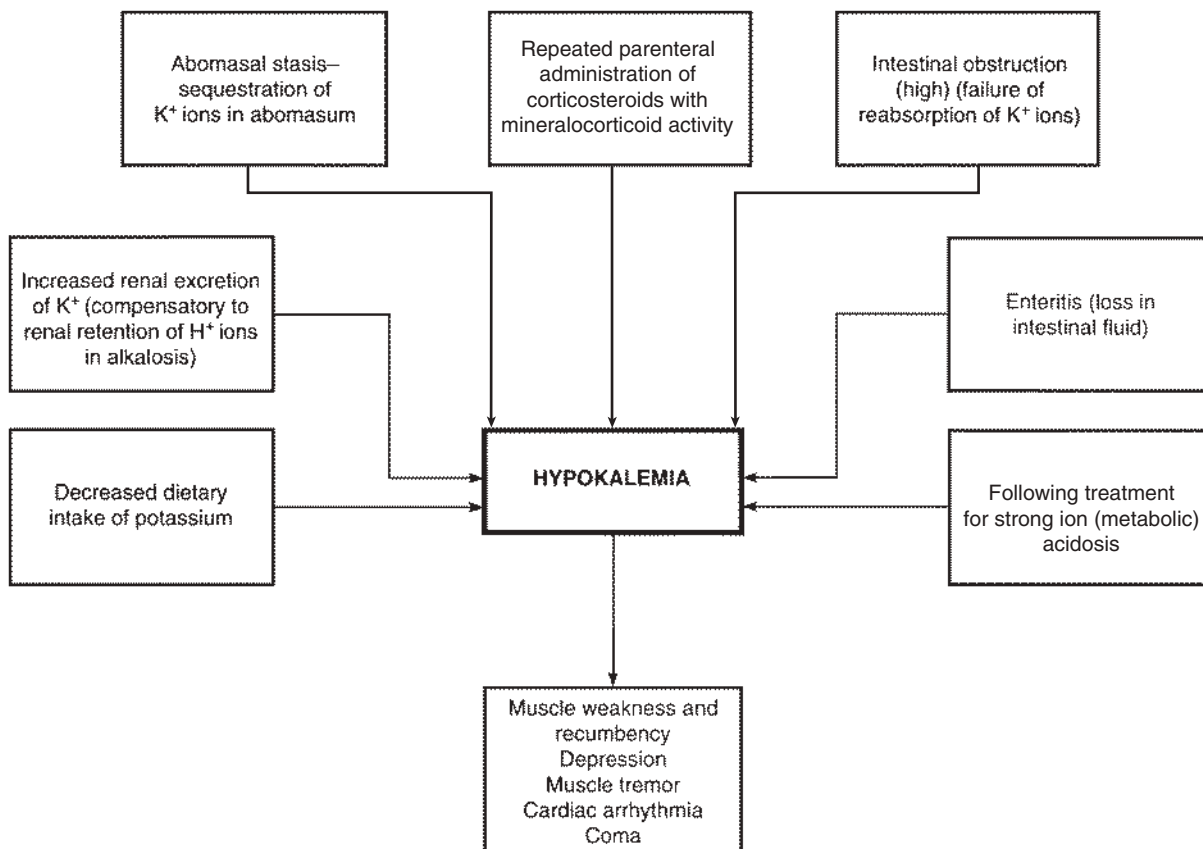 Abomasal stasis–
sequestration of
K⁺ ions in abomasum
Repeated parenteral
administration of
corticosteroids with
mineralocorticoid activity
Intestinal obstruction
(high) (failure of
reabsorption of K⁺ ions)
Increased renal excretion
of K⁺ (compensatory to
renal retention of H⁺ ions
in alkalosis)
Enteritis (loss in
intestinal fluid)
HYPOKALEMIA
Decreased dietary
intake of potassium
Following treatment
for strong ion (metabolic)
acidosis
Muscle weakness and
recumbency
Depression
Muscle tremor
Cardiac arrhythmia
Coma